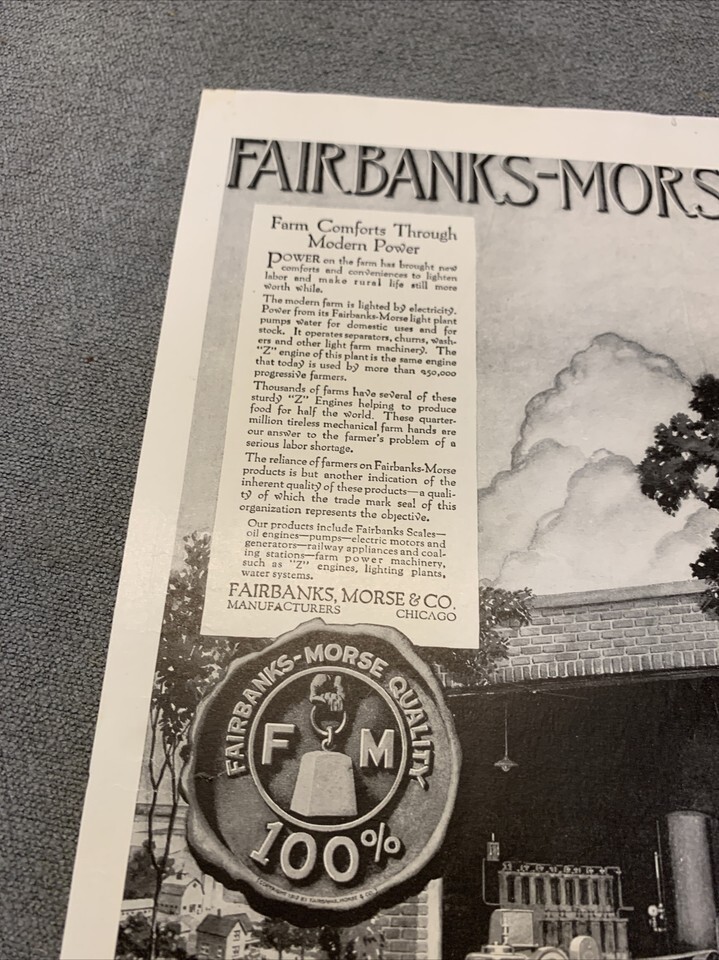 FAIRBANKS-MORS
Farm Comforts Through
Modern Power
POWER on the farm has brought new
comforts and conveniences to lighten
labor and make rural life still more
worth while.
The modern farm is lighted by electricity.
Power from its Fairbanks-Morse light plant
pumps water for domestic uses and for
stock. It operates separators, churns, wash-
ers and other light farm machinery. The
"Z" engine of this plant is the same engine
that today is used by more than 250,000
progressive farmers.
Thousands of farms have several of these
sturdy "Z" Engines helping to produce
food for half the world. These quarter-
million tireless mechanical farm hands are
our answer to the farmer's problem of a
serious labor shortage.
The reliance of farmers on Fairbanks-Morse
products is but another indication of the
inherent quality of these products—a quali-
ty of which the trade mark seal of this
organization represents the objective.
Our products include Fairbanks Scales—
oil engines—pumps—electric motors and
generators—railway appliances and coal-
ing stations—farm power machinery,
such as "Z" engines, lighting plants,
water systems.
FAIRBANKS, MORSE & CO.
MANUFACTURERS CHICAGO
FAIRBANKS-MORSE QUALITY
F M
100%
(COPYRIGHT 1919 BY FAIRBANKS, MORSE & CO.)